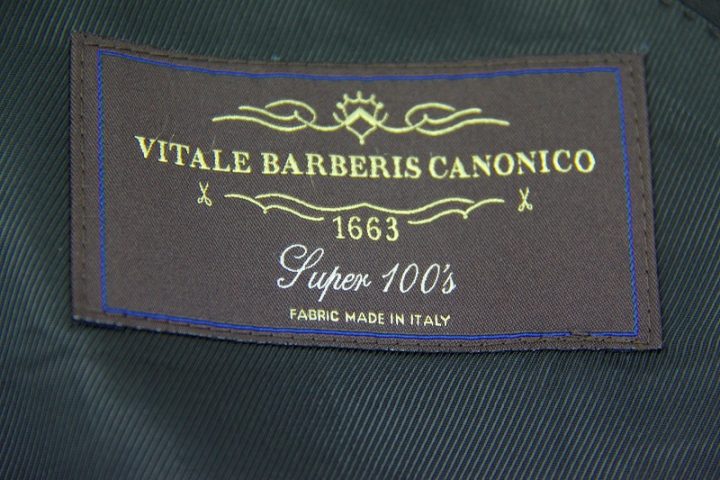 VITALE BARBERIS CANONICO
1663
Super 100's
FABRIC MADE IN ITALY